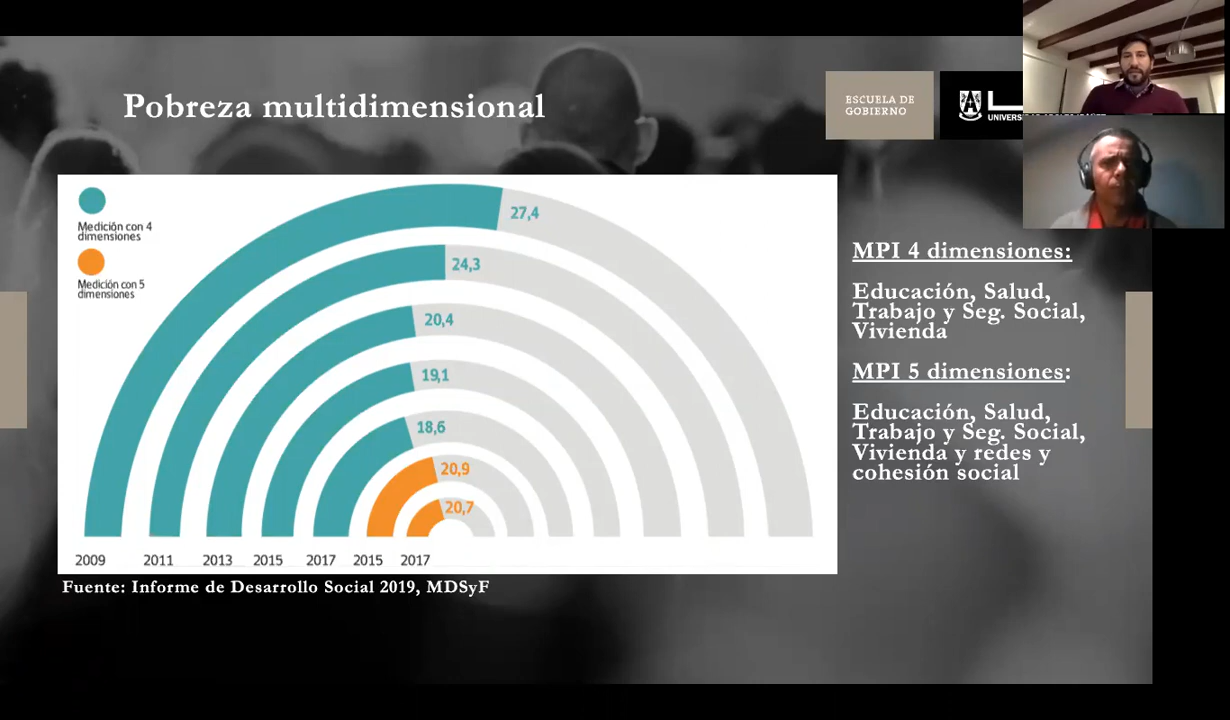 Pobreza multidimensional
ESCUELA DE
GOBIERNO
Medición con 4
dimensiones
Medición con 5
dimensiones
27,4
24,3
20,4
19,1
18,6
20,9
20,7
2009 2011 2013 2015 2017 2015 2017
Fuente: Informe de Desarrollo Social 2019, MDSyF
MPI 4 dimensiones:
Educación, Salud,
Trabajo y Seg. Social,
Vivienda
MPI 5 dimensiones:
Educación, Salud,
Trabajo y Seg. Social,
Vivienda y redes y
cohesión social